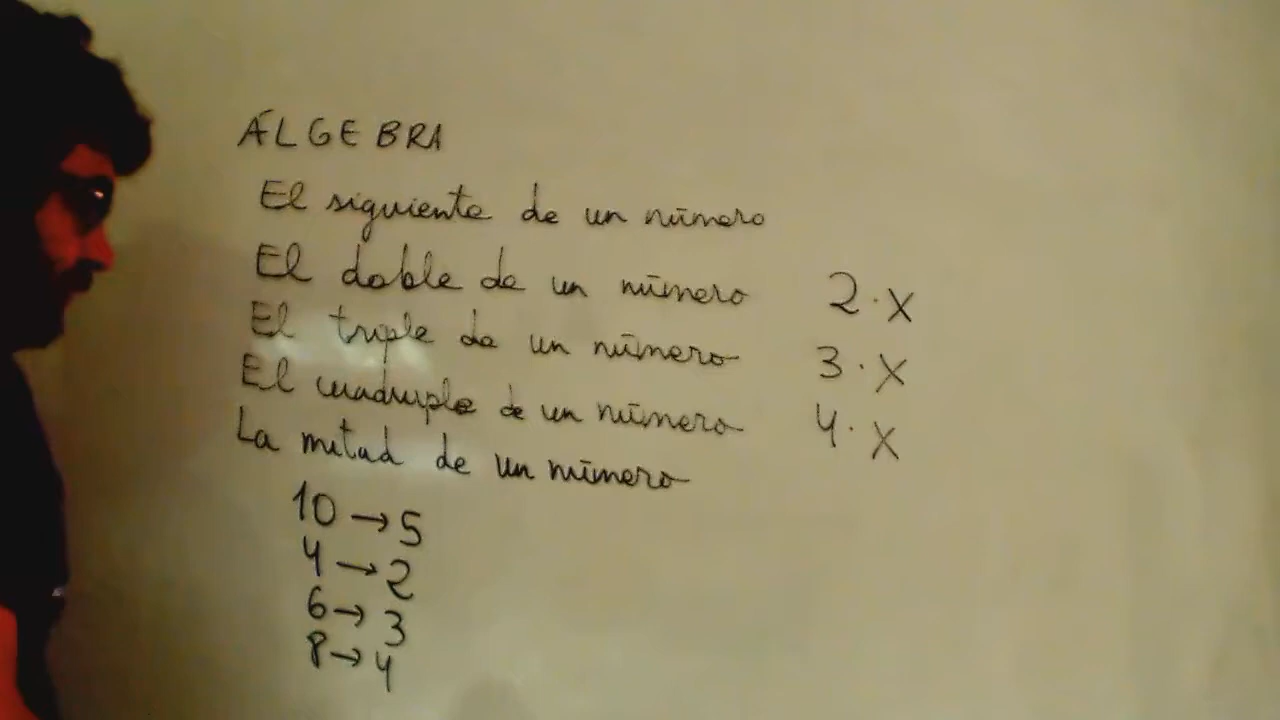 ÁLGEBRA
El siguiente de un número
El doble de un número 2·x
El triple de un número 3·x
El cuadruple de un número 4·x
La mitad de un número
10→5
4→2
6→3
8→4